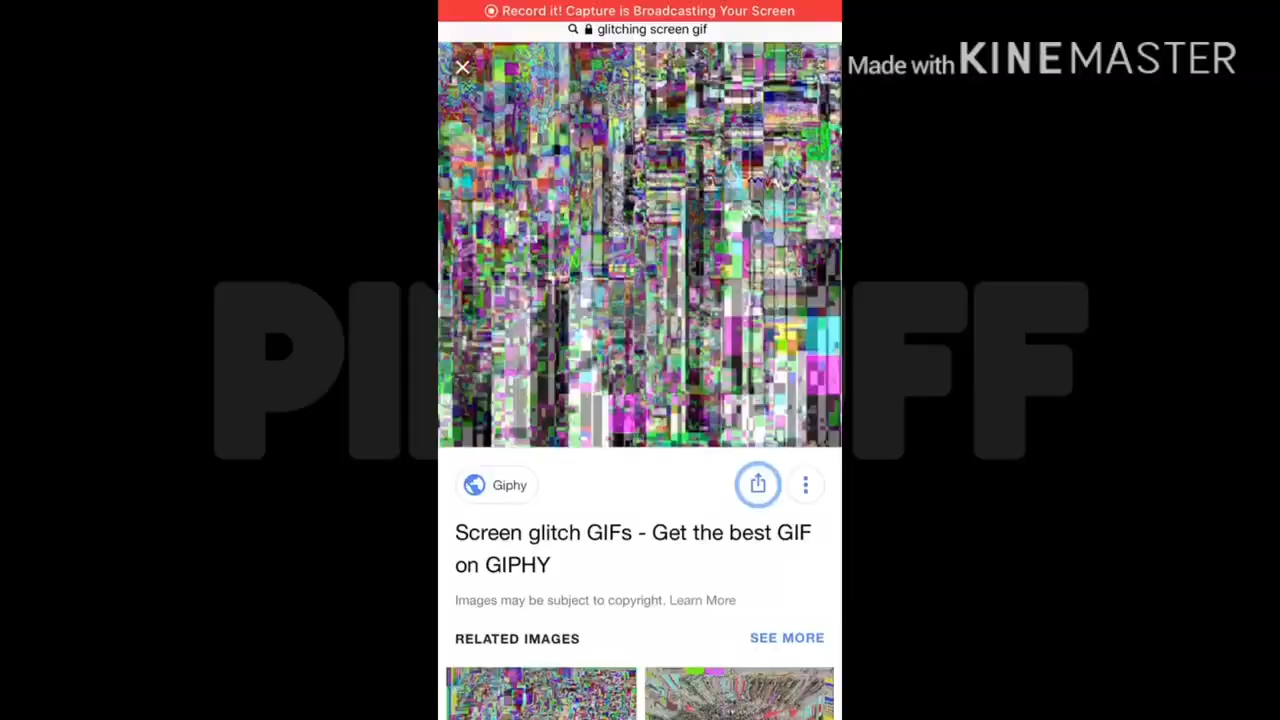 Record it! Capture is Broadcasting Your Screen
glitching screen gif
Made with KINEMASTER
Giphy
Screen glitch GIFs - Get the best GIF
on GIPHY
Images may be subject to copyright. Learn More
RELATED IMAGES
SEE MORE